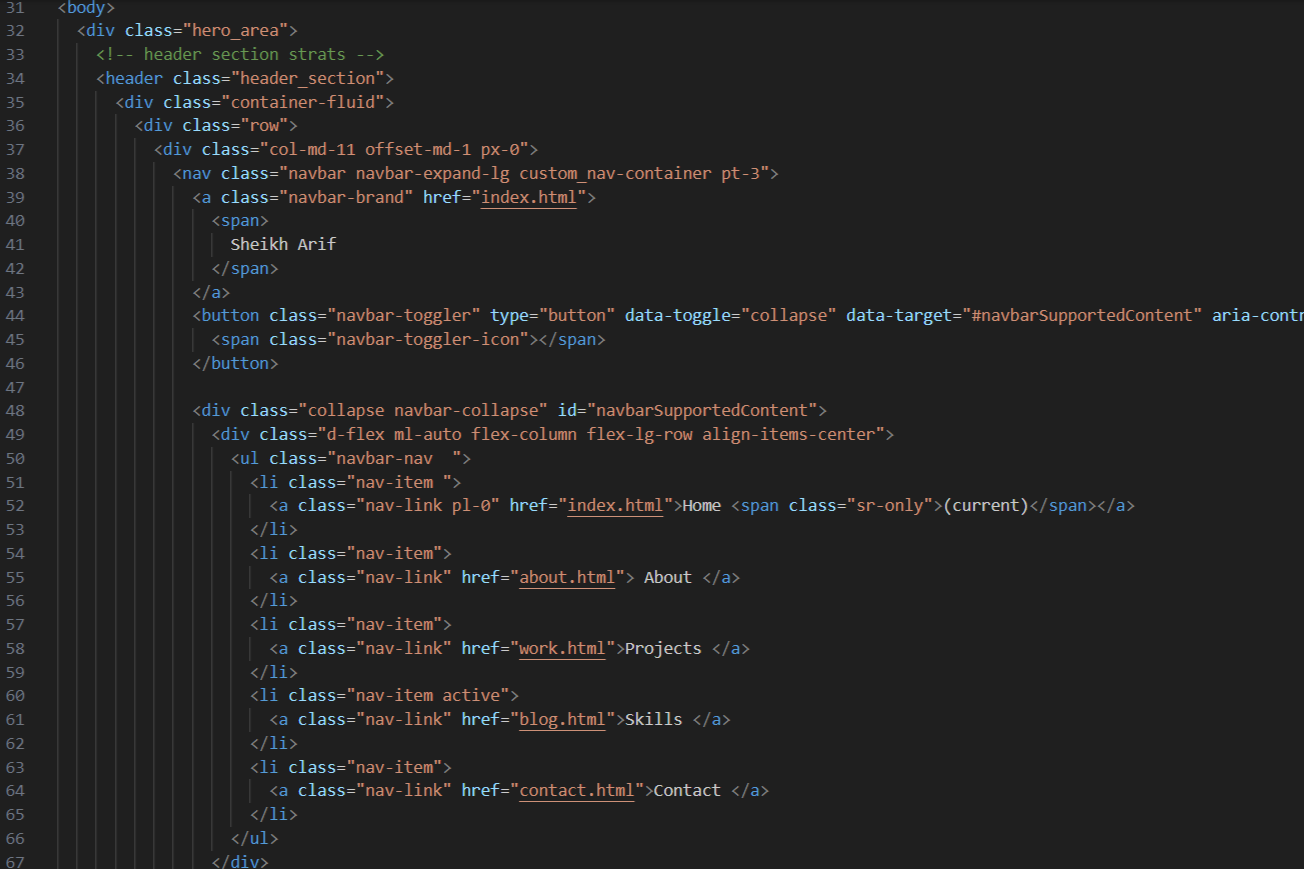 31 <body>
32 <div class="hero_area">
33 <!-- header section strats -->
34 <header class="header_section">
35 <div class="container-fluid">
36 <div class="row">
37 <div class="col-md-11 offset-md-1 px-0">
38 <nav class="navbar navbar-expand-lg custom_nav-container pt-3">
39 <a class="navbar-brand" href="index.html">
40 <span>
41 Sheikh Arif
42 </span>
43 </a>
44 <button class="navbar-toggler" type="button" data-toggle="collapse" data-target="#navbarSupportedContent" aria-contr
45 <span class="navbar-toggler-icon"></span>
46 </button>
47
48 <div class="collapse navbar-collapse" id="navbarSupportedContent">
49 <div class="d-flex ml-auto flex-column flex-lg-row align-items-center">
50 <ul class="navbar-nav  ">
51 <li class="nav-item ">
52 <a class="nav-link pl-0" href="index.html">Home <span class="sr-only">(current)</span></a>
53 </li>
54 <li class="nav-item">
55 <a class="nav-link" href="about.html"> About </a>
56 </li>
57 <li class="nav-item">
58 <a class="nav-link" href="work.html">Projects </a>
59 </li>
60 <li class="nav-item active">
61 <a class="nav-link" href="blog.html">Skills </a>
62 </li>
63 <li class="nav-item">
64 <a class="nav-link" href="contact.html">Contact </a>
65 </li>
66 </ul>
67 </div>